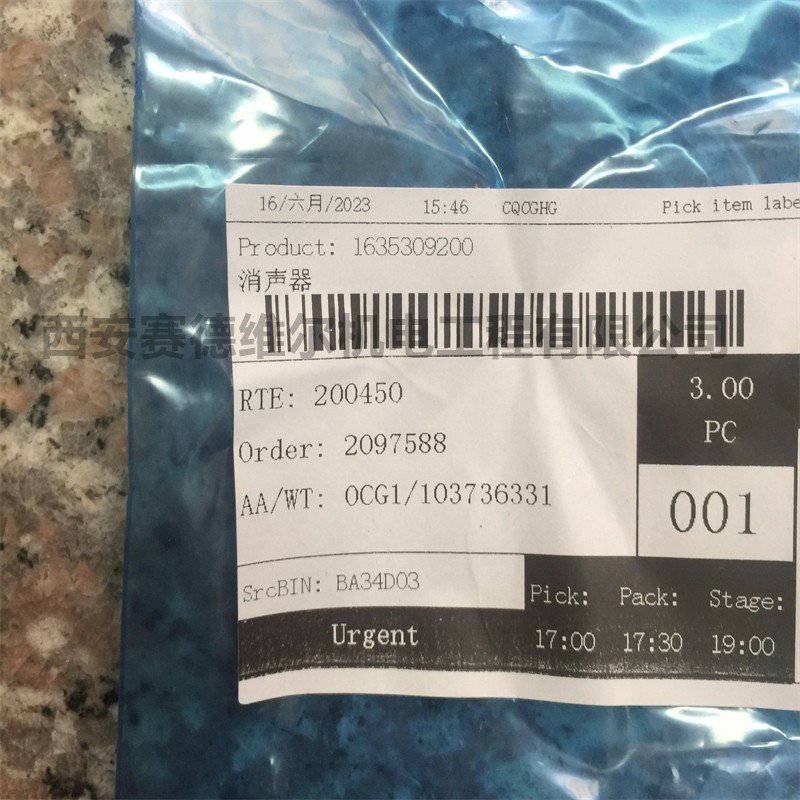 16/六月/2023 15:46 CQCGHG Pick item labe
Product: 1635309200
消声器
西安赛德维尔机电工程有限公司
RTE: 200450
3.00
PC
Order: 2097588
AA/WT: OCG1/103736331
001
SrcBIN: BA34D03
Pick: Pack: Stage:
Urgent
17:00 17:30 19:00